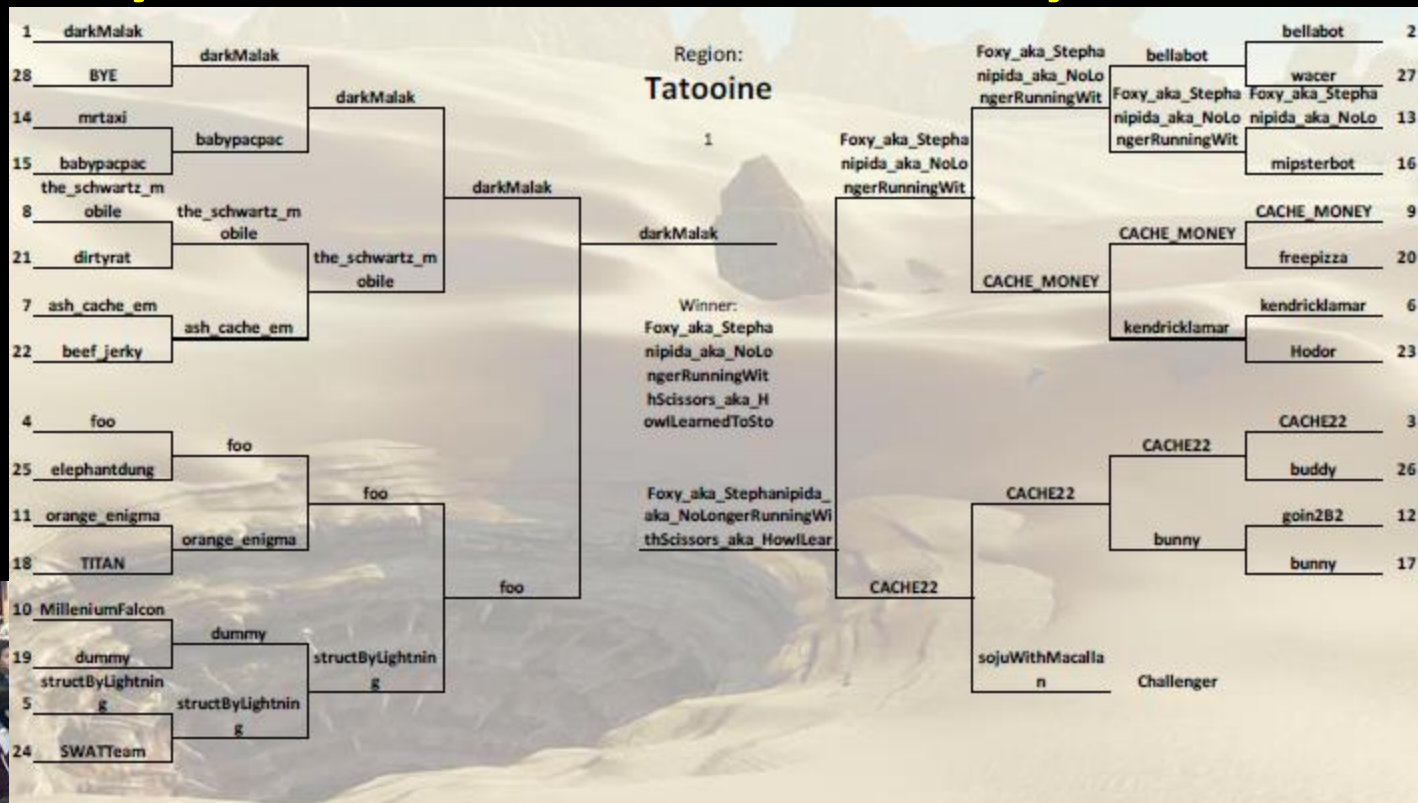 1 darkMalak
28 BYE
14 mrtaxi
15 babypacpac
the_schwartz_m
8 obile
21 dirtyrat
7 ash_cache_em
22 beef_jerky
4 foo
25 elephantdung
11 orange_enigma
18 TITAN
10 MilleniumFalcon
19 dummy
structByLightnin
5 g
24 SWATTeam
darkMalak
babypacpac
the_schwartz_m
obile
ash_cache_em
foo
orange_enigma
dummy
structByLightnin
g
darkMalak
the_schwartz_m
obile
foo
structByLightnin
g
darkMalak
foo
Region:
Tatooine
1
darkMalak
Winner:
Foxy_aka_Stepha
nipida_aka_NoLo
ngerRunningWit
hScissors_aka_H
owILearnedToSto
Foxy_aka_Stephanipida_
aka_NoLongerRunningWi
thScissors_aka_HowILear
Foxy_aka_Stepha
nipida_aka_NoLo
ngerRunningWit
CACHE22
Foxy_aka_Stepha
nipida_aka_NoLo
ngerRunningWit
CACHE_MONEY
CACHE22
sojuWithMacalla
n
bellabot
Foxy_aka_Stepha
nipida_aka_NoLo
ngerRunningWit
CACHE_MONEY
kendricklamar
CACHE22
bunny
Challenger
bellabot 2
wacer 27
Foxy_aka_Stepha
nipida_aka_NoLo 13
mipsterbot 16
CACHE_MONEY 9
freepizza 20
kendricklamar 6
Hodor 23
CACHE22 3
buddy 26
goin2B2 12
bunny 17